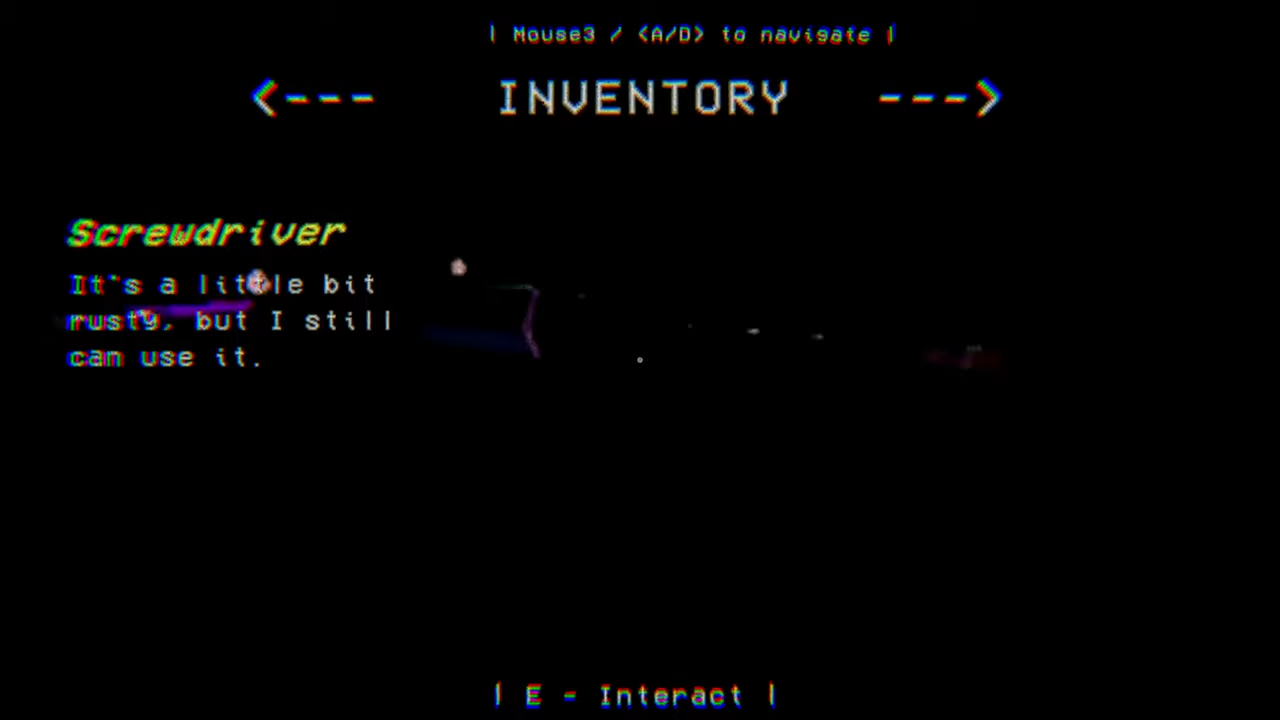 | Mouse3 / <A/D> to navigate |
<--- INVENTORY --->
Screwdriver
It's a little bit
rusty, but I still
can use it.
| E - Interact |